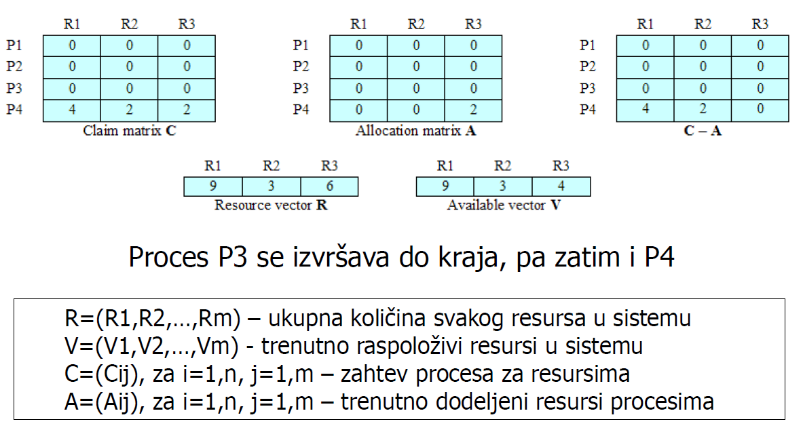 R1 R2 R3 R1 R2 R3 R1 R2 R3
P1 0 0 0 P1 0 0 0 P1 0 0 0
P2 0 0 0 P2 0 0 0 P2 0 0 0
P3 0 0 0 P3 0 0 0 P3 0 0 0
P4 4 2 2 P4 0 0 2 P4 4 2 0
Claim matrix C Allocation matrix A C – A
R1 R2 R3 R1 R2 R3
9 3 6 9 3 4
Resource vector R Available vector V
Proces P3 se izvršava do kraja, pa zatim i P4
R=(R1,R2,...,Rm) – ukupna količina svakog resursa u sistemu
V=(V1,V2,...,Vm) - trenutno raspoloživi resursi u sistemu
C=(Cij), za i=1,n, j=1,m – zahtev procesa za resursima
A=(Aij), za i=1,n, j=1,m – trenutno dodeljeni resursi procesima